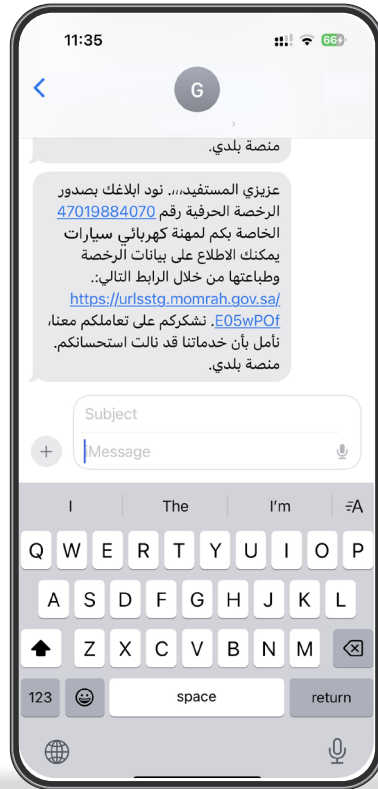 11:35
66
G
منصة بلدي.
عزيزي المستفيد،،،. نود ابلاغك بصدور
الرخصة الحرفية رقم 47019884070
الخاصة بكم لمهنة كهربائي سيارات
يمكنك الاطلاع على بيانات الرخصة
وطباعتها من خلال الرابط التالي:.
https://urlsstg.momrah.gov.sa/
E05wPOf. نشكركم على تعاملكم معنا،
نأمل بأن خدماتنا قد نالت استحسانكم.
منصة بلدي.
Subject
iMessage
I The I'm
Q W E R T Y U I O P
A S D F G H J K L
Z X C V B N M
123 space return